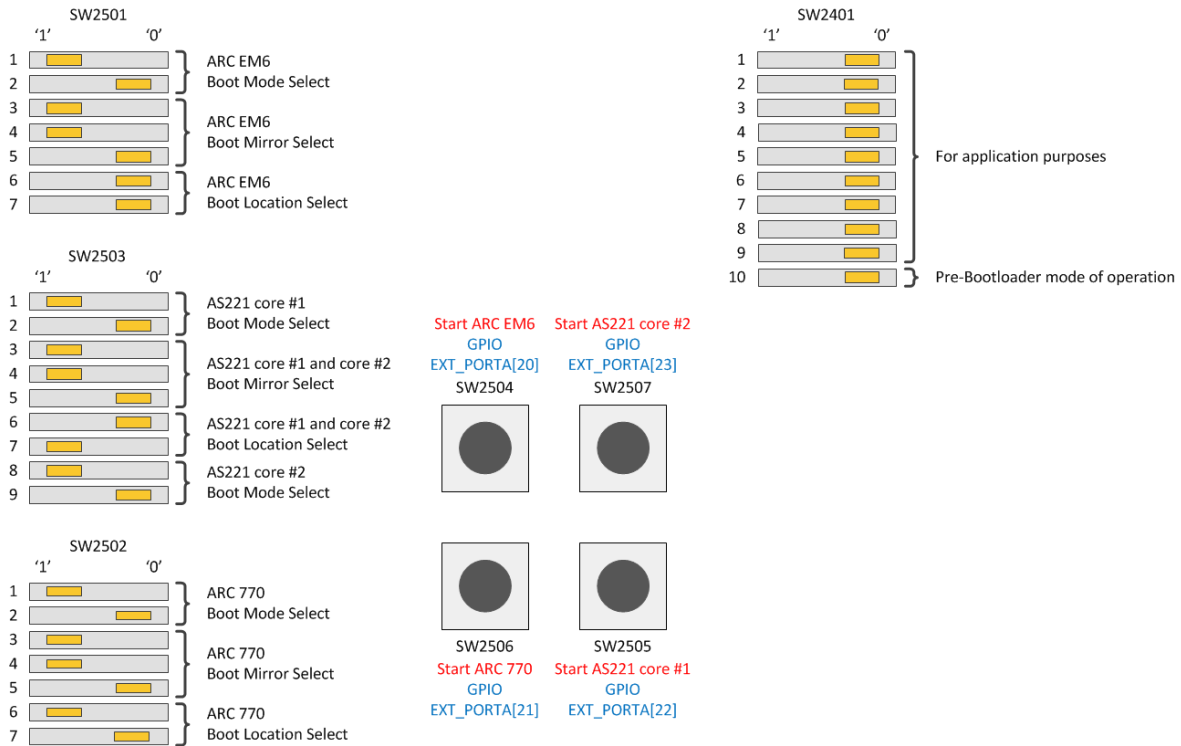 SW2501
‘1’ ‘0’
1
2
3
4
5
6
7
ARC EM6
Boot Mode Select
ARC EM6
Boot Mirror Select
ARC EM6
Boot Location Select
SW2401
‘1’ ‘0’
1
2
3
4
5
6
7
8
9
10
For application purposes
Pre-Bootloader mode of operation
SW2503
‘1’ ‘0’
1
2
3
4
5
6
7
8
9
AS221 core #1
Boot Mode Select
AS221 core #1 and core #2
Boot Mirror Select
AS221 core #1 and core #2
Boot Location Select
AS221 core #2
Boot Mode Select
Start ARC EM6
GPIO
EXT_PORTA[20]
SW2504
Start AS221 core #2
GPIO
EXT_PORTA[23]
SW2507
SW2502
‘1’ ‘0’
1
2
3
4
5
6
7
ARC 770
Boot Mode Select
ARC 770
Boot Mirror Select
ARC 770
Boot Location Select
SW2506
Start ARC 770
GPIO
EXT_PORTA[21]
SW2505
Start AS221 core #1
GPIO
EXT_PORTA[22]